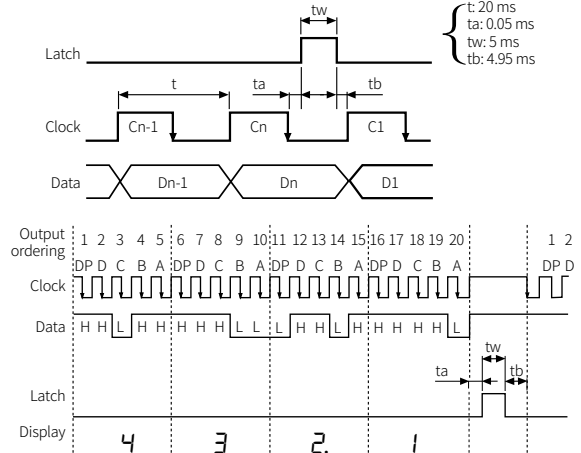 tw
t: 20 ms
ta: 0.05 ms
tw: 5 ms
tb: 4.95 ms
Latch
t ta tb
Clock Cn-1 Cn C1
Data Dn-1 Dn D1
Output ordering 1 2 3 4 5 6 7 8 9 10 11 12 13 14 15 16 17 18 19 20 1 2
DP D C B A DP D C B A DP D C B A DP D C B A DP D
Clock
Data H H L H H H H H L L L H H L H H H H H L
tw
ta tb
Latch
Display 4 3 2. 1